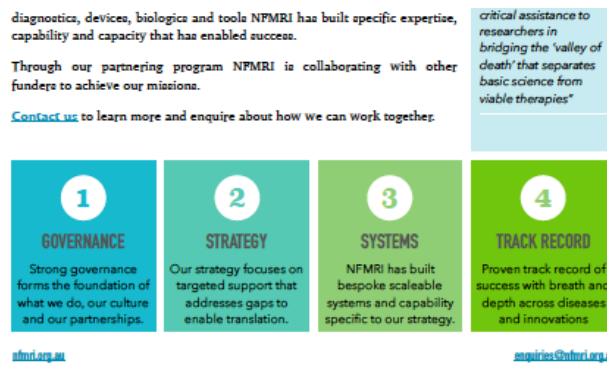 diagnostics, devices, biologics and tools NFMRI has built specific expertise,
capability and capacity that has enabled success.
Through our partnering program NFMRI is collaborating with other
funders to achieve our missions.
Contact us to learn more and enquire about how we can work together.
critical assistance to
researchers in
bridging the 'valley of
death' that separates
basic science from
viable therapies"
1
GOVERNANCE
Strong governance
forms the foundation of
what we do, our culture
and our partnerships.
2
STRATEGY
Our strategy focuses on
targeted support that
addresses gaps to
enable translation.
3
SYSTEMS
NFMRI has built
bespoke scaleable
systems and capability
specific to our strategy.
4
TRACK RECORD
Proven track record of
success with breath and
depth across diseases
and innovations
nfmri.org.au
enquiries@nfmri.org.